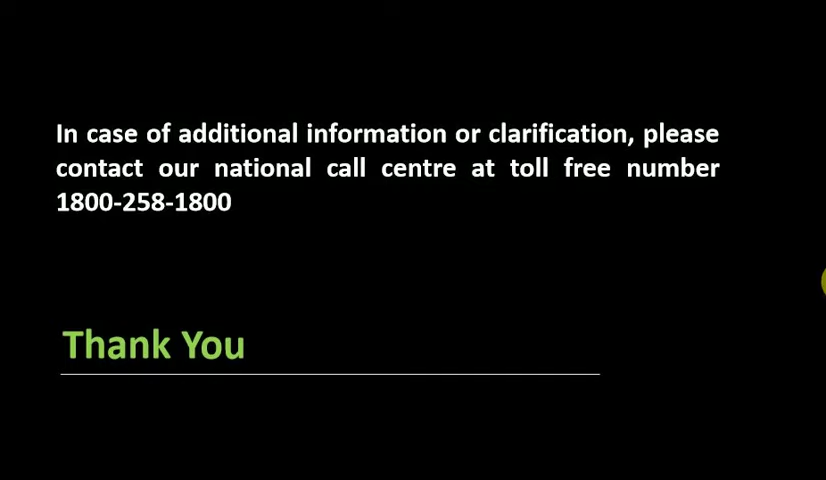 In case of additional information or clarification, please
contact our national call centre at toll free number
1800-258-1800
Thank You